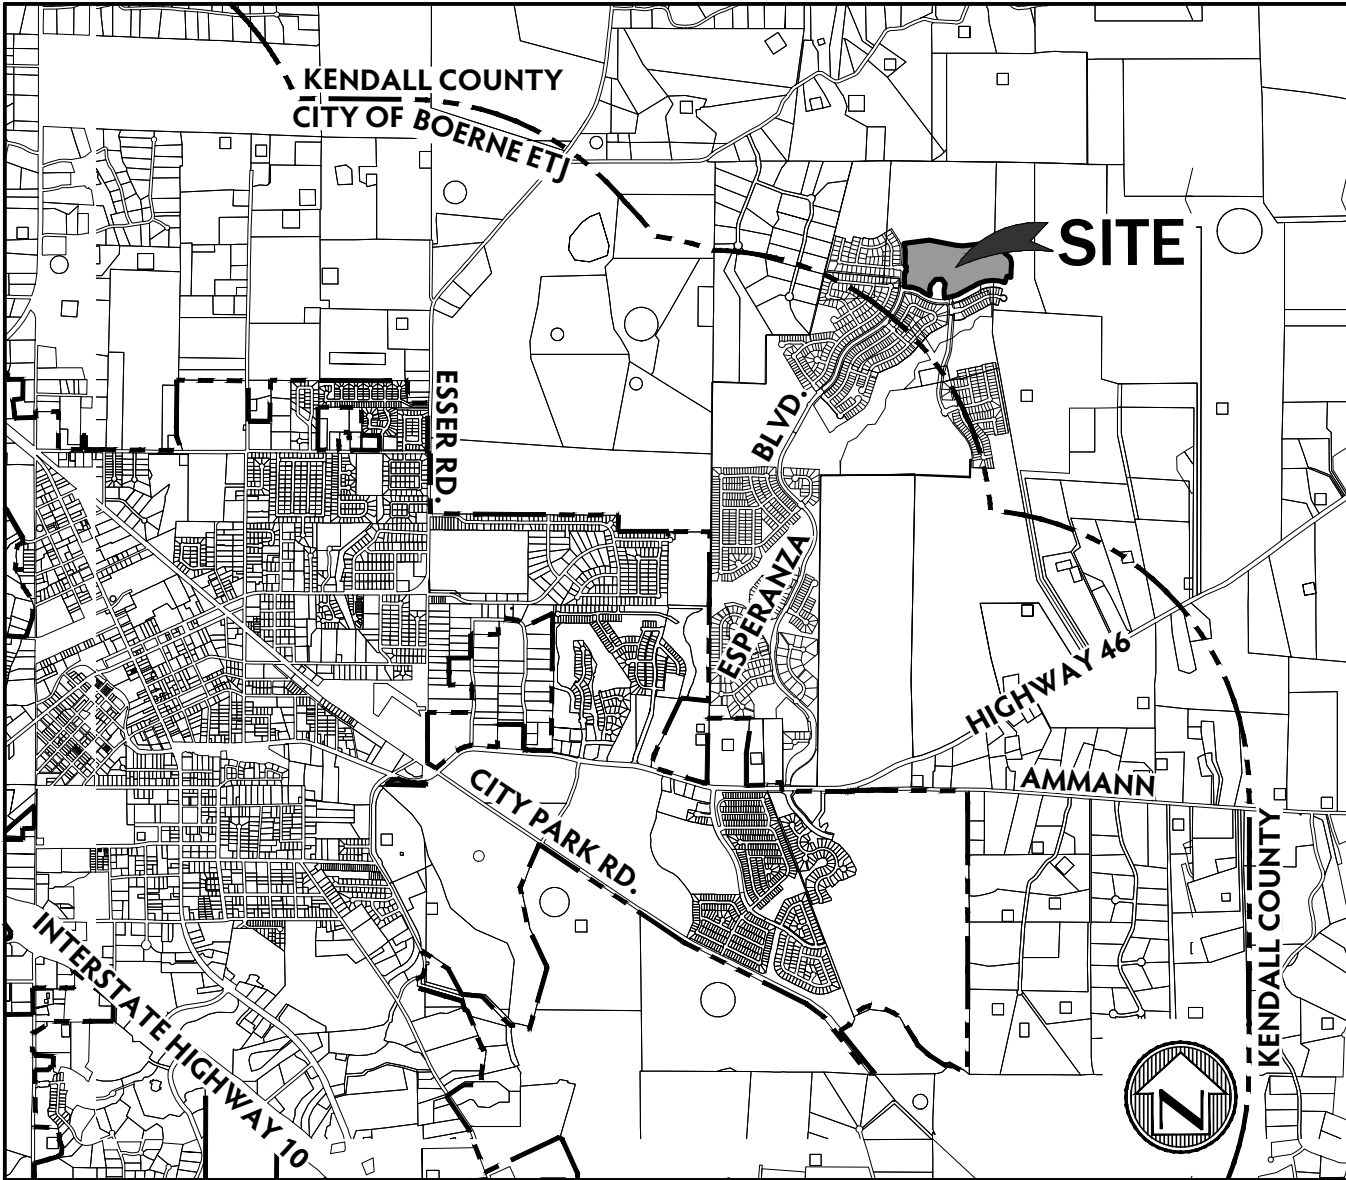 KENDALL COUNTY
CITY OF BOERNE ETJ
SITE
ESSER RD.
ESPERANZA BLVD.
HIGHWAY 46
AMMANN
CITY PARK RD.
KENDALL COUNTY
INTERSTATE HIGHWAY 10
N